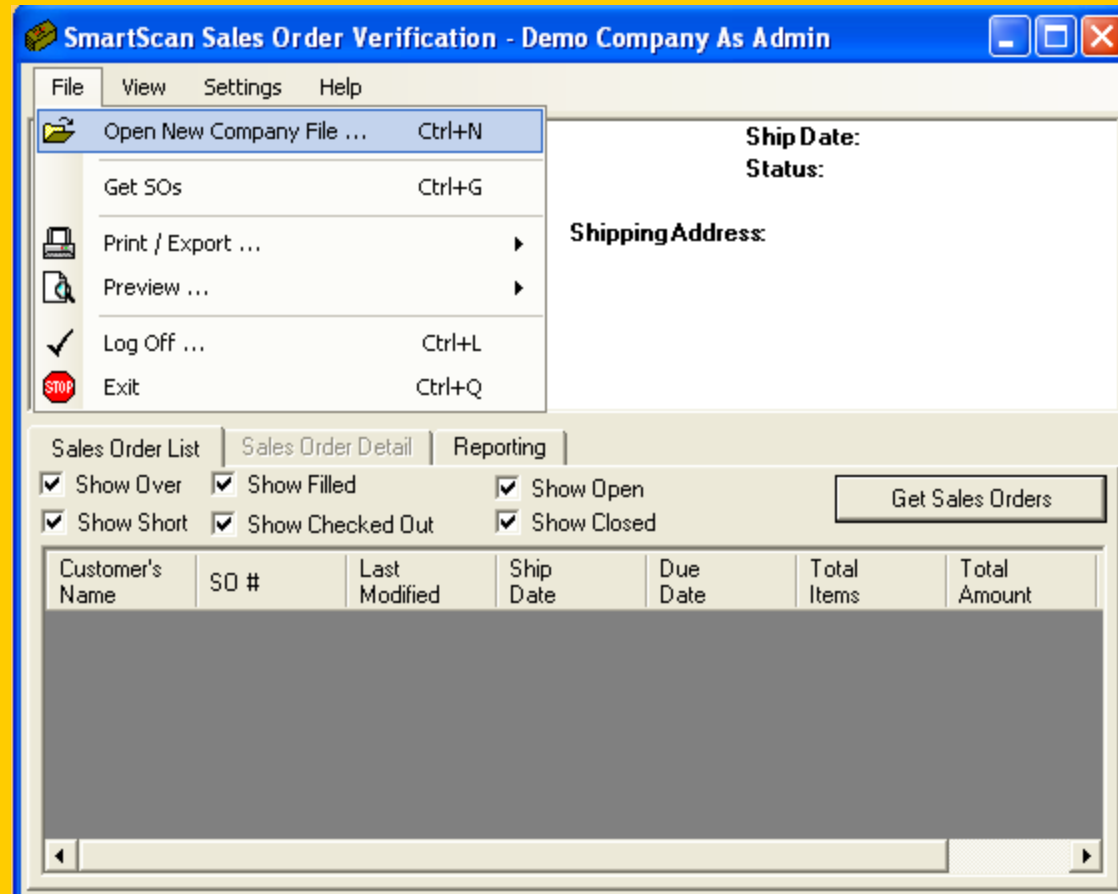 SmartScan Sales Order Verification - Demo Company As Admin
File View Settings Help
Open New Company File ... Ctrl+N
Ship Date:
Status:
Get SOs Ctrl+G
Shipping Address:
Print / Export ...
Preview ...
Log Off ... Ctrl+L
STOP Exit Ctrl+Q
Sales Order List Sales Order Detail Reporting
Show Over Show Filled Show Open Get Sales Orders
Show Short Show Checked Out Show Closed
Customer's Name SO # Last Modified Ship Date Due Date Total Items Total Amount